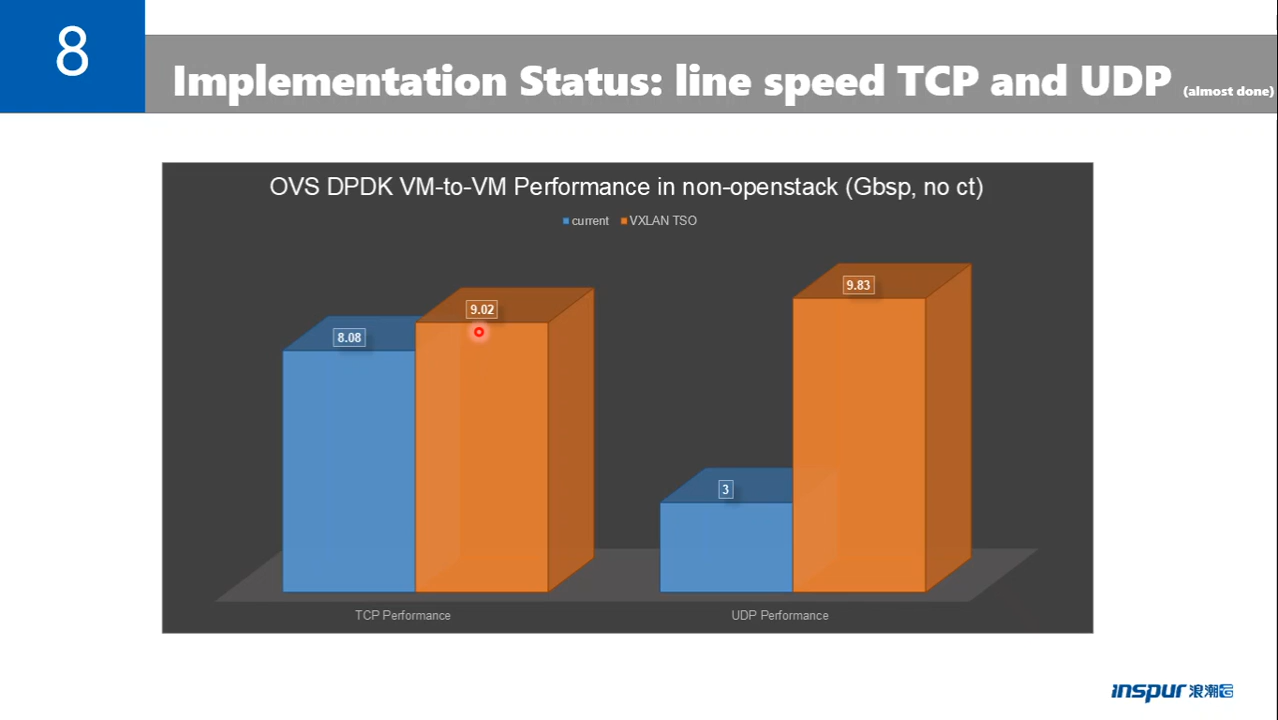 8
Implementation Status: line speed TCP and UDP (almost done)
OVS DPDK VM-to-VM Performance in non-openstack (Gbsp, no ct)
current VXLAN TSO
8.08
9.02
3
9.83
TCP Performance
UDP Performance
inspur 浪潮